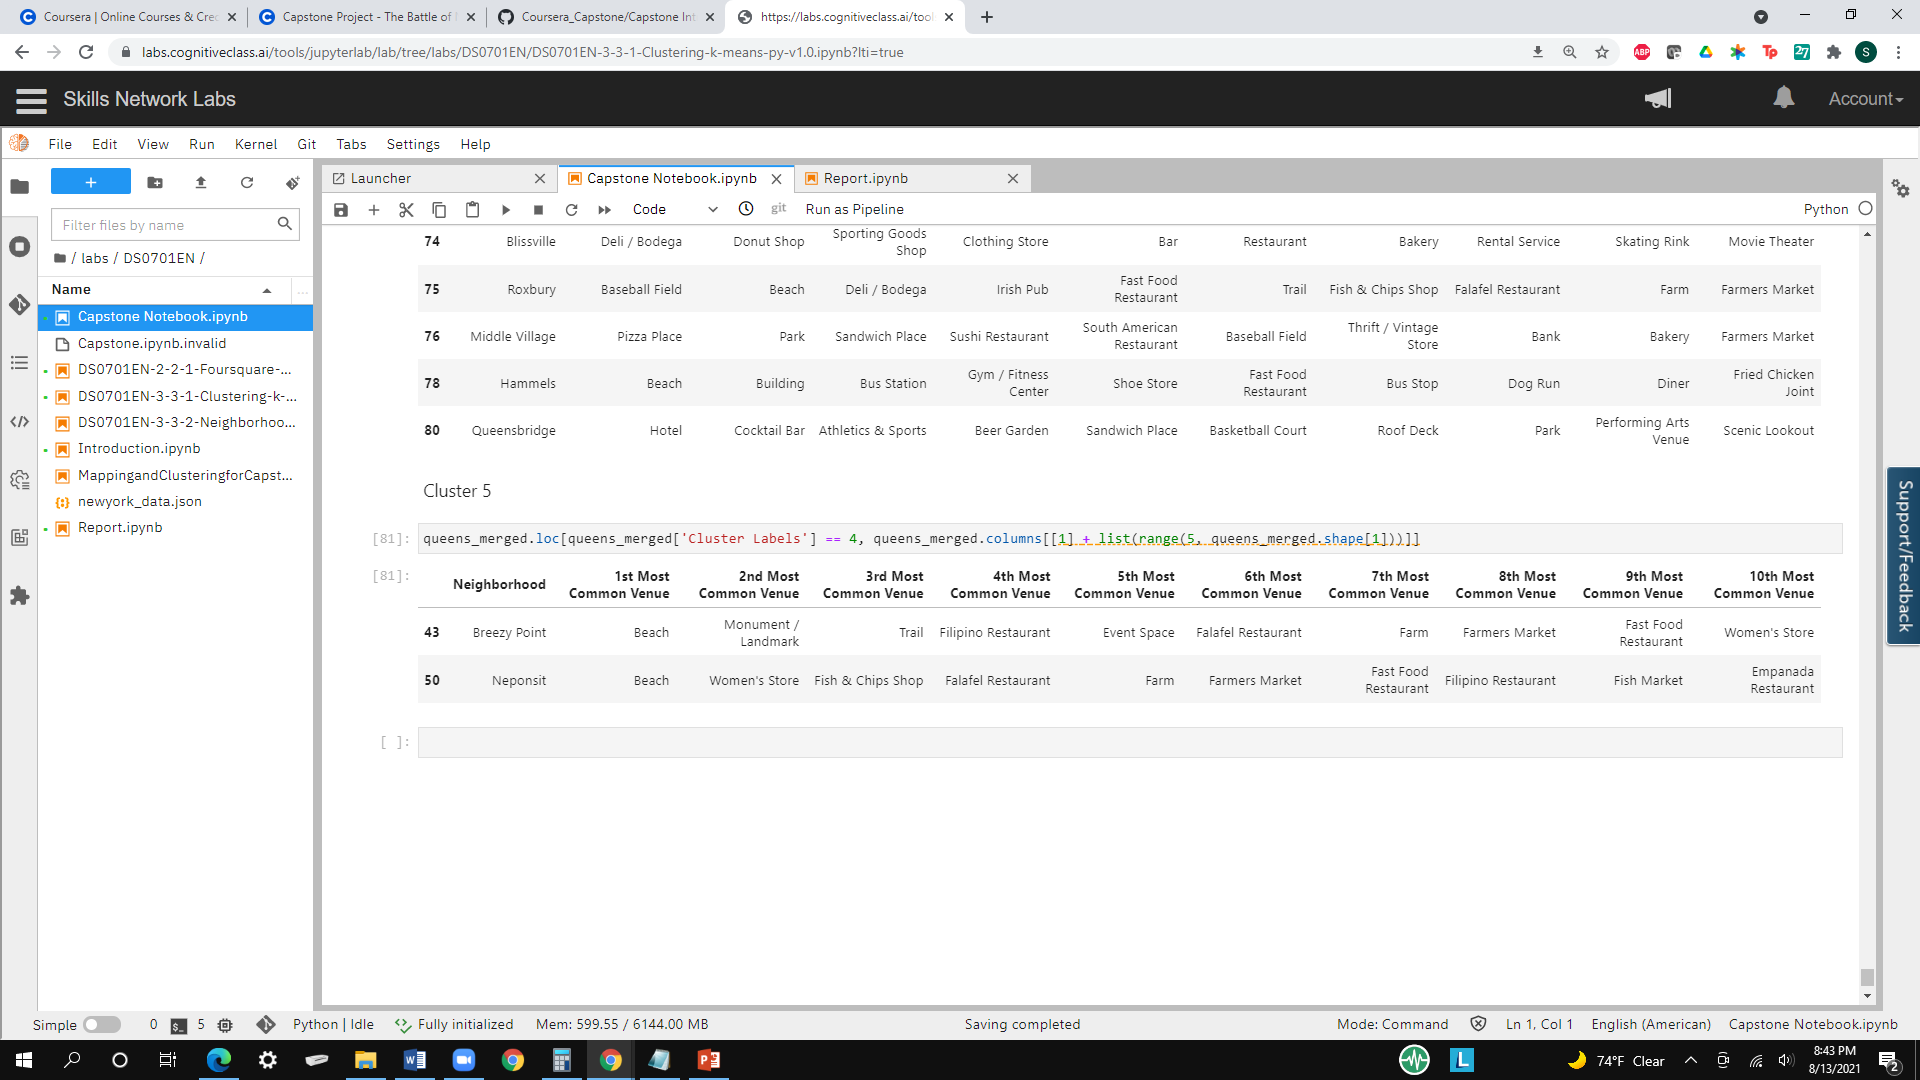 Coursera | Online Courses & Cre
Capstone Project - The Battle of
Coursera_Capstone/Capstone Int
https://labs.cognitiveclass.ai/tool
labs.cognitiveclass.ai/tools/jupyterlab/lab/tree/labs/DS0701EN/DS0701EN-3-3-1-Clustering-k-means-py-v1.0.ipynb?lti=true
ABP
Tp
27
S
Skills Network Labs
Account
File Edit View Run Kernel Git Tabs Settings Help
Launcher
Capstone Notebook.ipynb
Report.ipynb
Code
git
Run as Pipeline
Python
Filter files by name
/ labs / DS0701EN /
Name
Capstone Notebook.ipynb
Capstone.ipynb.invalid
DS0701EN-2-2-1-Foursquare-...
DS0701EN-3-3-1-Clustering-k-...
DS0701EN-3-3-2-Neighborhoo...
Introduction.ipynb
MappingandClusteringforCapst...
newyork_data.json
Report.ipynb
74 Blissville Deli / Bodega Donut Shop Sporting Goods Shop Clothing Store Bar Restaurant Bakery Rental Service Skating Rink Movie Theater
75 Roxbury Baseball Field Beach Deli / Bodega Irish Pub Fast Food Restaurant Trail Fish & Chips Shop Falafel Restaurant Farm Farmers Market
76 Middle Village Pizza Place Park Sandwich Place Sushi Restaurant South American Restaurant Baseball Field Thrift / Vintage Store Bank Bakery Farmers Market
78 Hammels Beach Building Bus Station Gym / Fitness Center Shoe Store Fast Food Restaurant Bus Stop Dog Run Diner Fried Chicken Joint
80 Queensbridge Hotel Cocktail Bar Athletics & Sports Beer Garden Sandwich Place Basketball Court Roof Deck Park Performing Arts Venue Scenic Lookout
Cluster 5
[81]: queens_merged.loc[queens_merged['Cluster Labels'] == 4, queens_merged.columns[[1] + list(range(5, queens_merged.shape[1]))]]
[81]: Neighborhood 1st Most Common Venue 2nd Most Common Venue 3rd Most Common Venue 4th Most Common Venue 5th Most Common Venue 6th Most Common Venue 7th Most Common Venue 8th Most Common Venue 9th Most Common Venue 10th Most Common Venue
43 Breezy Point Beach Monument / Landmark Trail Filipino Restaurant Event Space Falafel Restaurant Farm Farmers Market Fast Food Restaurant Women's Store
50 Neponsit Beach Women's Store Fish & Chips Shop Falafel Restaurant Farm Farmers Market Fast Food Restaurant Filipino Restaurant Fish Market Empanada Restaurant
[ ]:
Support/Feedback
Simple 0 5 Python | Idle Fully initialized Mem: 599.55 / 6144.00 MB Saving completed Mode: Command Ln 1, Col 1 English (American) Capstone Notebook.ipynb
L
74°F Clear
8:43 PM
8/13/2021
2